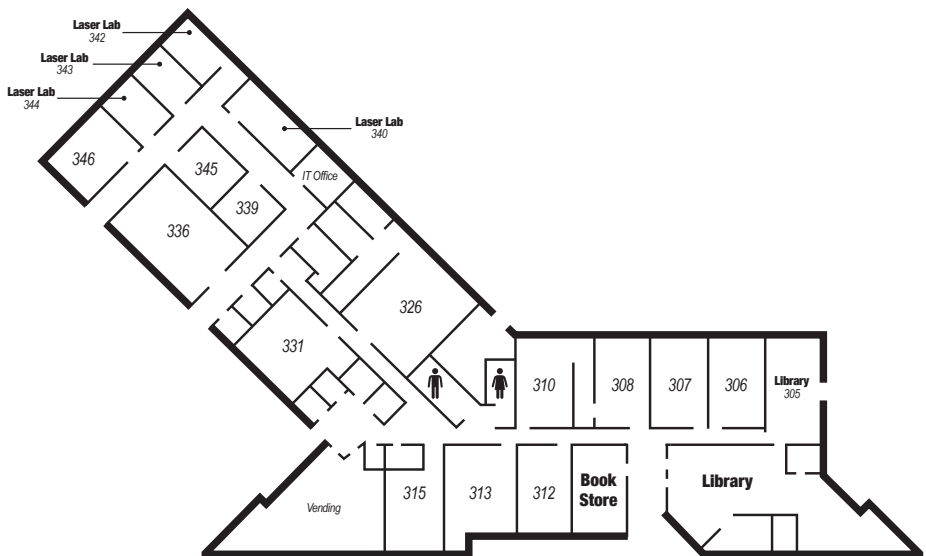 Laser Lab
342
Laser Lab
343
Laser Lab
344
Laser Lab
340
346
345
IT Office
339
336
326
331
310
308
307
306
Library
305
Book
Store
Library
315
313
312
Vending